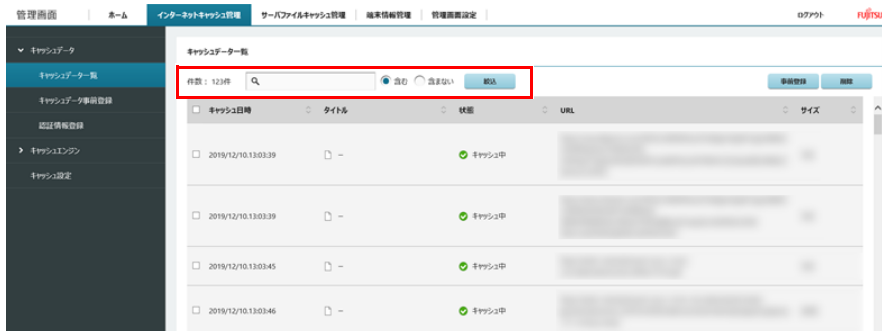 管理画面 ホーム インターネットキャッシュ管理 サーバファイルキャッシュ管理 端末情報管理 管理画面設定 ログアウト FUJITSU
キャッシュデータ
キャッシュデータ一覧
キャッシュデータ事前登録
認証情報登録
キャッシュエンジン
キャッシュ設定
キャッシュデータ一覧
件数： 123件 含む 含まない 絞込 事前登録 削除
キャッシュ日時 タイトル 状態 URL サイズ
2019/12/10.13:03:39 － キャッシュ中
2019/12/10.13:03:39 － キャッシュ中
2019/12/10.13:03:45 － キャッシュ中
2019/12/10.13:03:46 － キャッシュ中